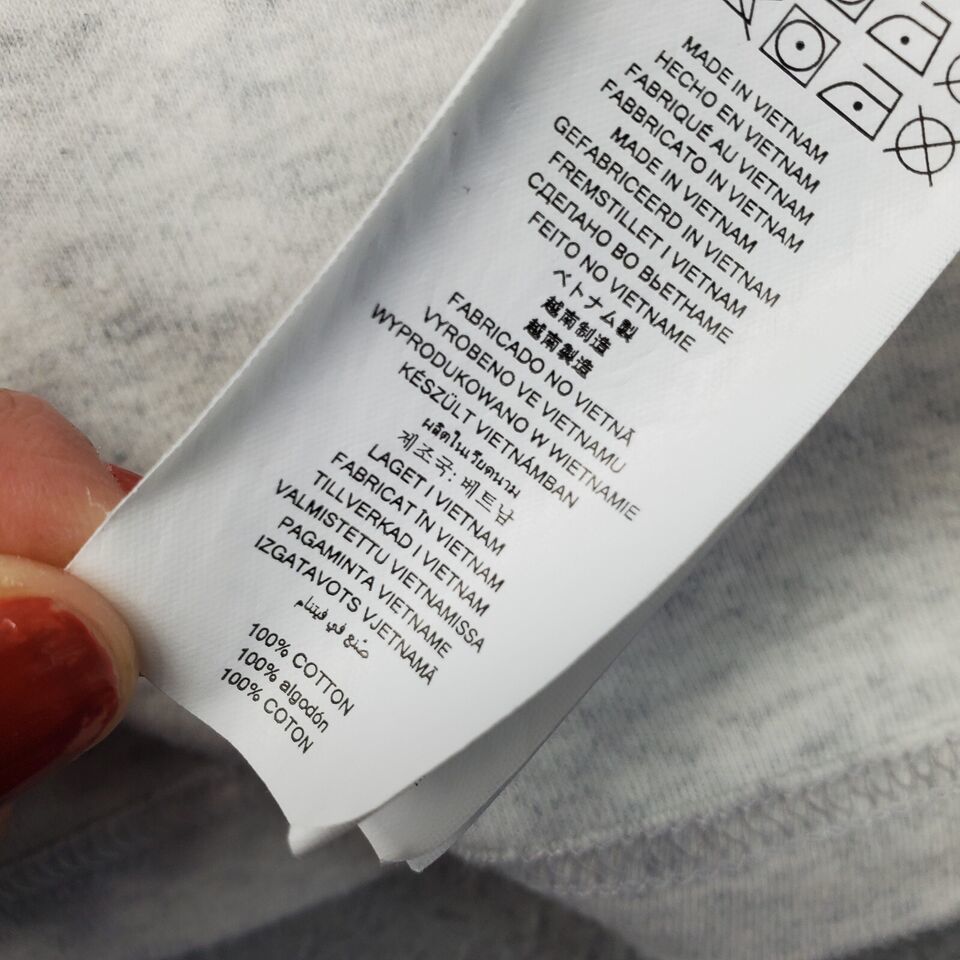 MADE IN VIETNAM
HECHO EN VIETNAM
FABRIQUÉ AU VIETNAM
FABBRICATO IN VIETNAM
MADE IN VIETNAM
GEFABRICEERD IN VIETNAM
FREMSTILLET I VIETNAM
СДЕЛАНО ВО ВЬЕТНАМЕ
FEITO NO VIETNAME
ベトナム製
越南制造
越南製造
FABRICADO NO VIETNÃ
VYROBENO VE VIETNAMU
WYPRODUKOWANO W WIETNAMIE
KÉSZÜLT VIETNÁMBAN
ผลิตในเวียดนาม
제조국: 베트남
LAGET I VIETNAM
FABRICAT ÎN VIETNAM
TILLVERKAD I VIETNAM
VALMISTETTU VIETNAMISSA
PAGAMINTA VIETNAME
IZGATAVOTS VJETNAMĀ
صُنع في فيتنام
100% COTTON
100% algodón
100% COTON